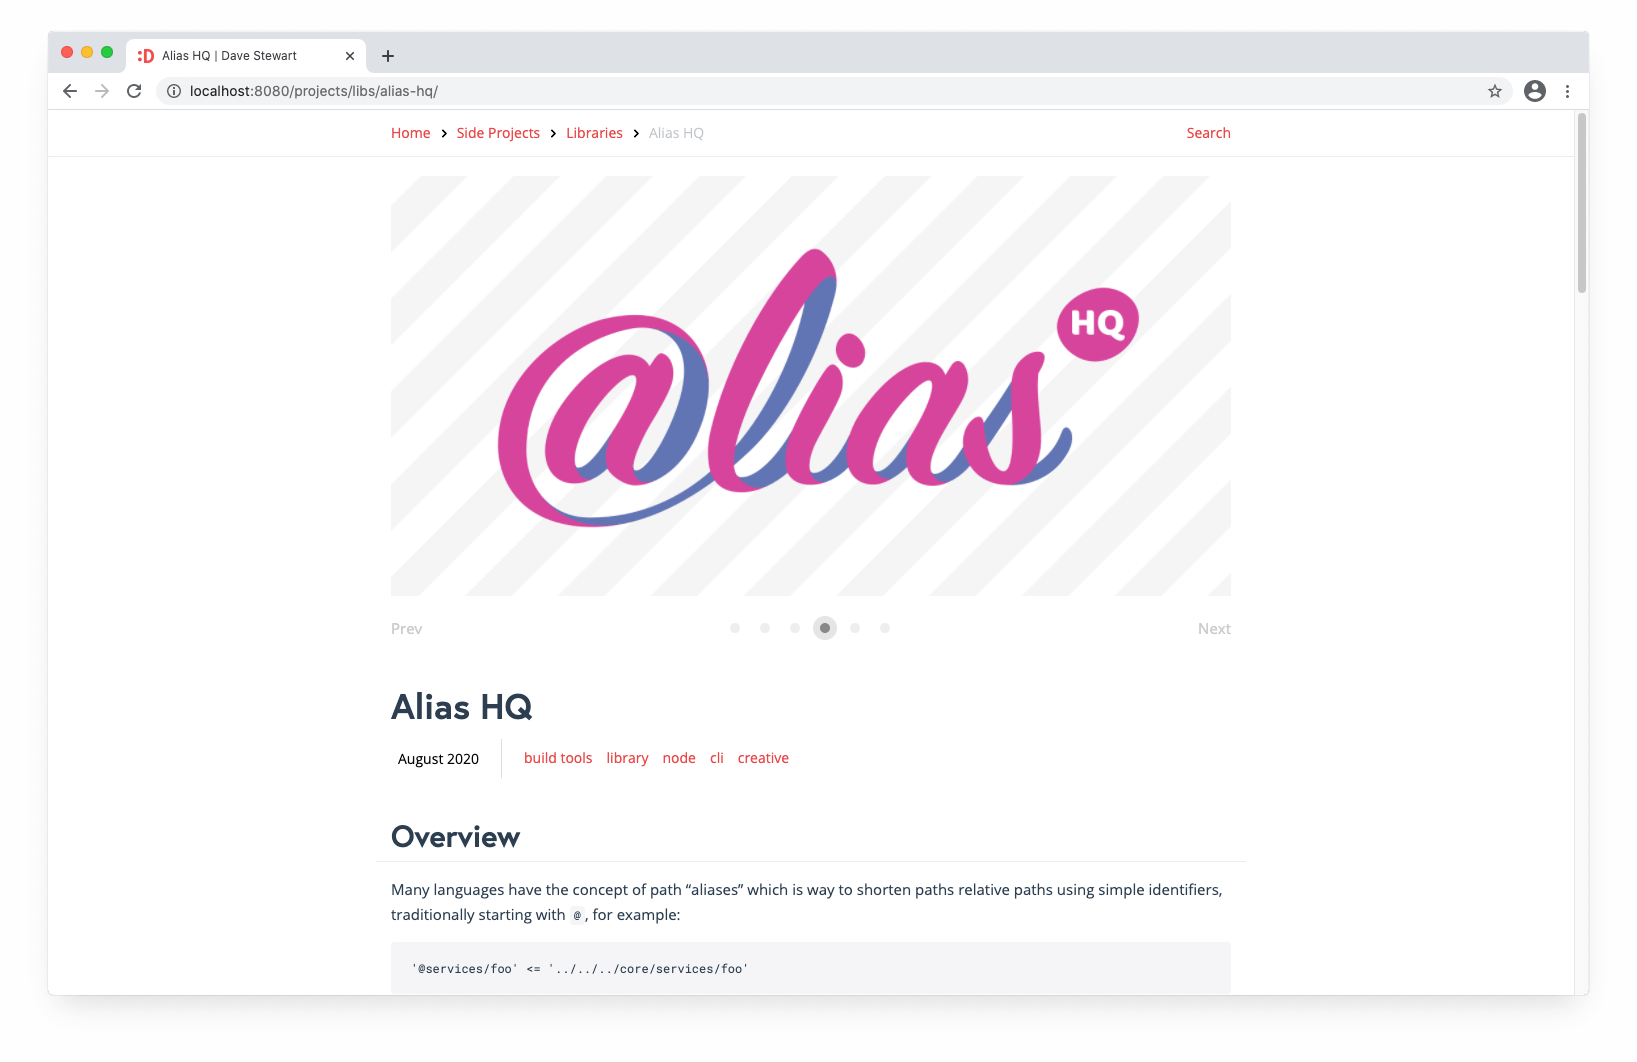 :D Alias HQ | Dave Stewart
localhost:8080/projects/libs/alias-hq/
Home > Side Projects > Libraries > Alias HQ Search
@lias HQ
Prev Next
Alias HQ
August 2020 build tools library node cli creative
Overview
Many languages have the concept of path “aliases” which is way to shorten paths relative paths using simple identifiers,
traditionally starting with @, for example:
'@services/foo' <= '../../../core/services/foo'